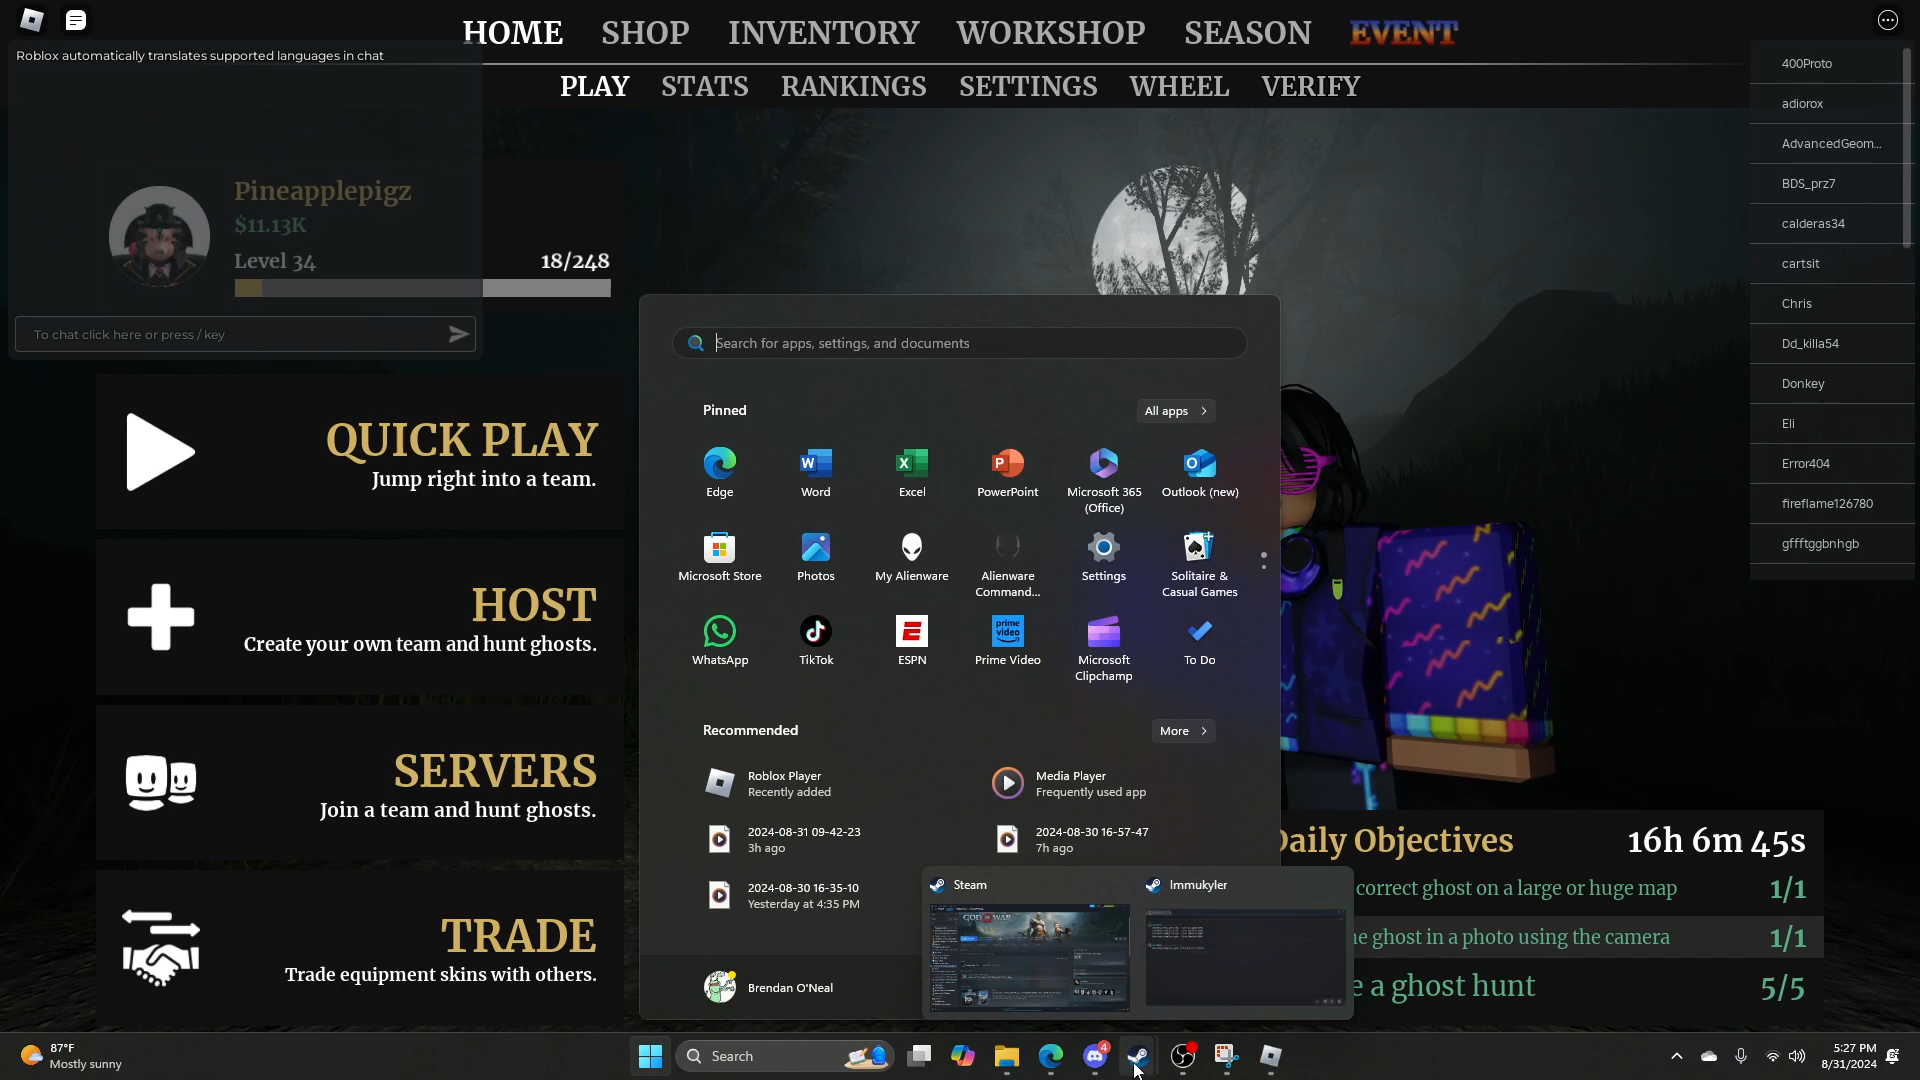 HOME SHOP INVENTORY WORKSHOP SEASON EVENT
Roblox automatically translates supported languages in chat
PLAY STATS RANKINGS SETTINGS WHEEL VERIFY
Pineapplepigz
$11.13K
Level 34 18/248
To chat click here or press / key
QUICK PLAY
Jump right into a team.
HOST
Create your own team and hunt ghosts.
SERVERS
Join a team and hunt ghosts.
TRADE
Trade equipment skins with others.
Search for apps, settings, and documents
Pinned
All apps
Edge
Word
Excel
PowerPoint
Microsoft 365
(Office)
Outlook (new)
Microsoft Store
Photos
My Alienware
Alienware
Command...
Settings
Solitaire &
Casual Games
WhatsApp
TikTok
ESPN
prime
video
Prime Video
Microsoft
Clipchamp
To Do
Recommended
More
Roblox Player
Recently added
Media Player
Frequently used app
2024-08-31 09-42-23
3h ago
2024-08-30 16-57-47
7h ago
2024-08-30 16-35-10
Yesterday at 4:35 PM
Brendan O'Neal
Steam
GOD OF WAR
Immukyler
400Proto
adiorox
AdvancedGeom...
BDS_prz7
calderas34
cartsit
Chris
Dd_killa54
Donkey
Eli
Error404
fireflame126780
gffftggbnhgb
Daily Objectives 16h 6m 45s
correct ghost on a large or huge map 1/1
ghost in a photo using the camera 1/1
a ghost hunt 5/5
87°F
Mostly sunny
Search
4
5:27 PM
8/31/2024